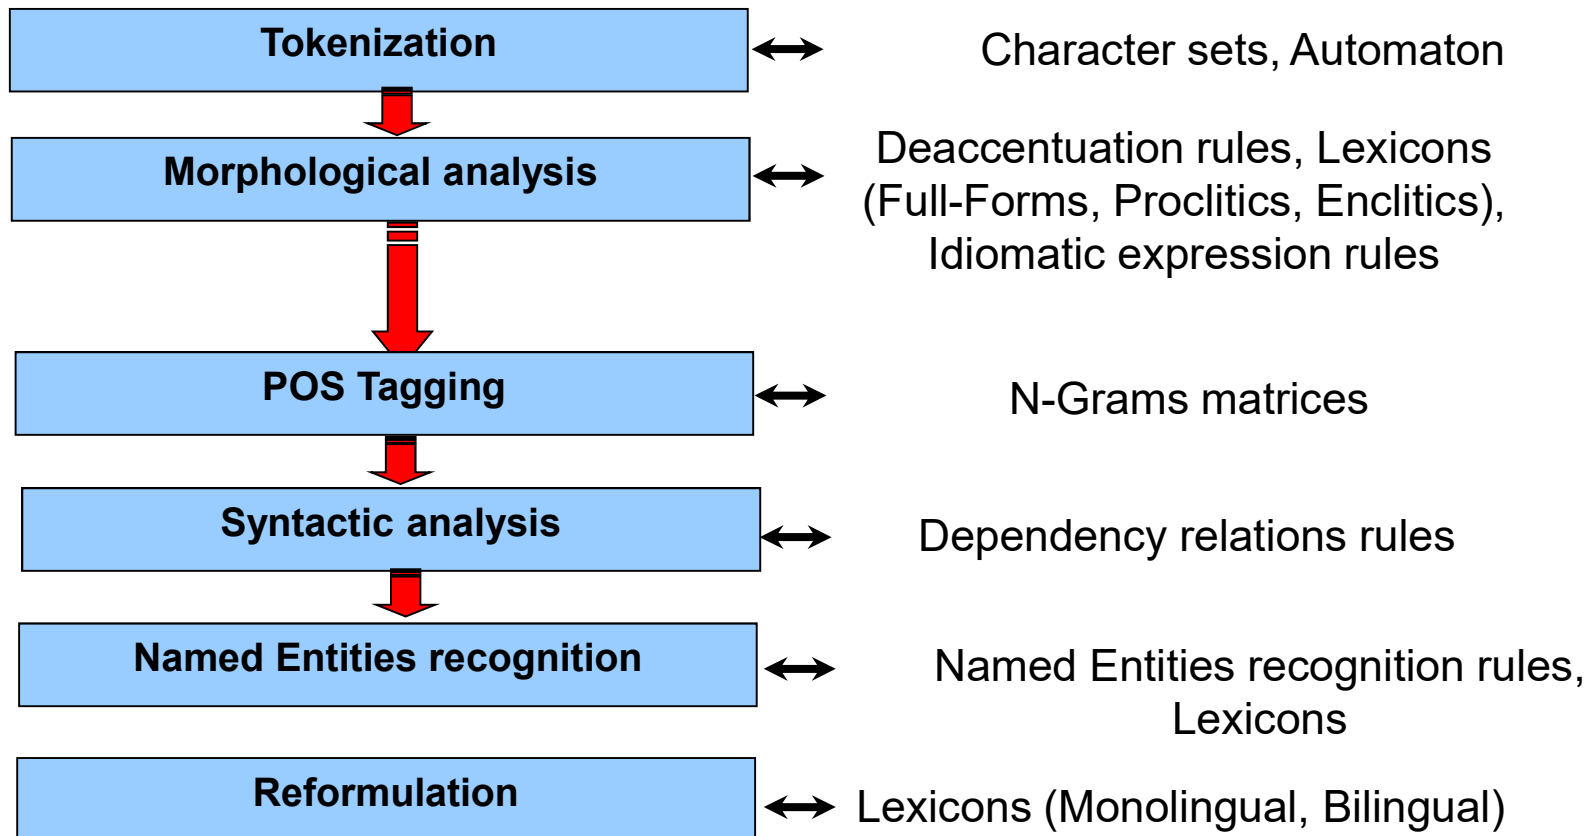 Tokenization
Character sets, Automaton
Morphological analysis
Deaccentuation rules, Lexicons
(Full-Forms, Proclitics, Enclitics),
Idiomatic expression rules
POS Tagging
N-Grams matrices
Syntactic analysis
Dependency relations rules
Named Entities recognition
Named Entities recognition rules,
Lexicons
Reformulation
Lexicons (Monolingual, Bilingual)